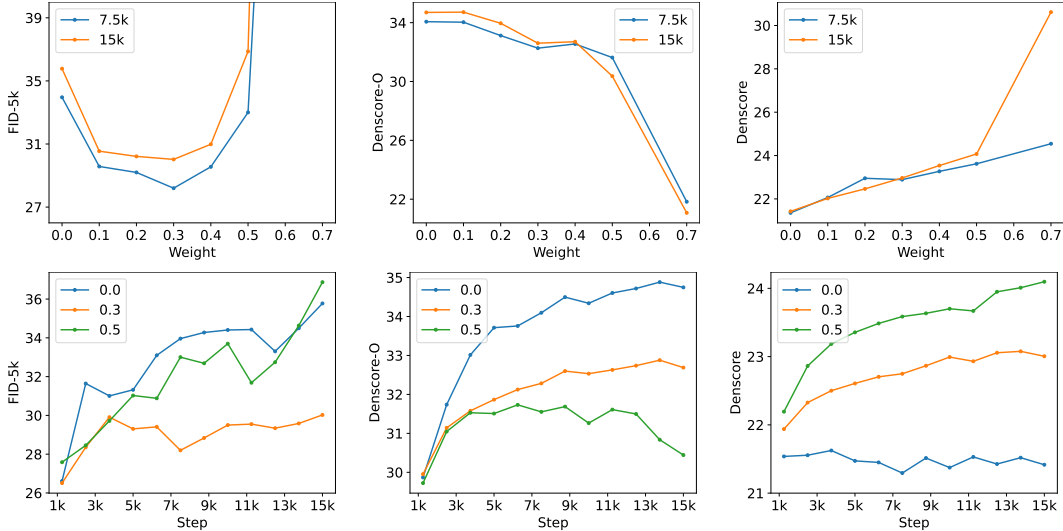 39
35
31
27
FID-5k
7.5k
15k
0.0 0.1 0.2 0.3 0.4 0.5 0.6 0.7
Weight
34
30
26
22
Denscore-O
7.5k
15k
0.0 0.1 0.2 0.3 0.4 0.5 0.6 0.7
Weight
30
28
26
24
22
Denscore
7.5k
15k
0.0 0.1 0.2 0.3 0.4 0.5 0.6 0.7
Weight
36
34
32
30
28
26
FID-5k
0.0
0.3
0.5
1k 3k 5k 7k 9k 11k 13k 15k
Step
35
34
33
32
31
30
Denscore-O
0.0
0.3
0.5
1k 3k 5k 7k 9k 11k 13k 15k
Step
24
23
22
21
Denscore
0.0
0.3
0.5
1k 3k 5k 7k 9k 11k 13k 15k
Step